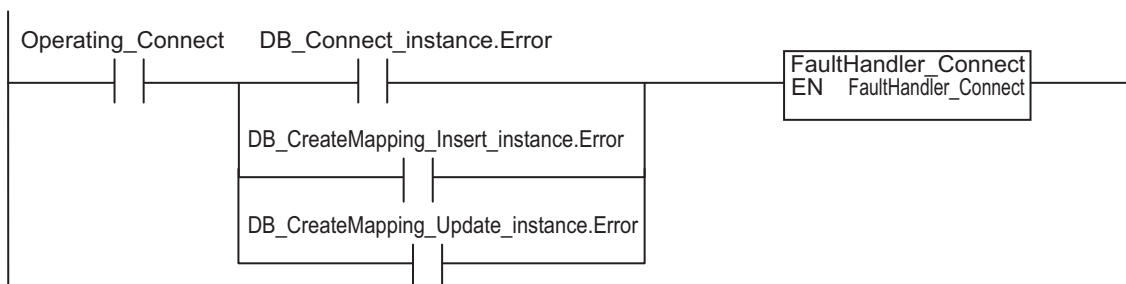 Operating_Connect DB_Connect_instance.Error
FaultHandler_Connect
EN FaultHandler_Connect
DB_CreateMapping_Insert_instance.Error
DB_CreateMapping_Update_instance.Error